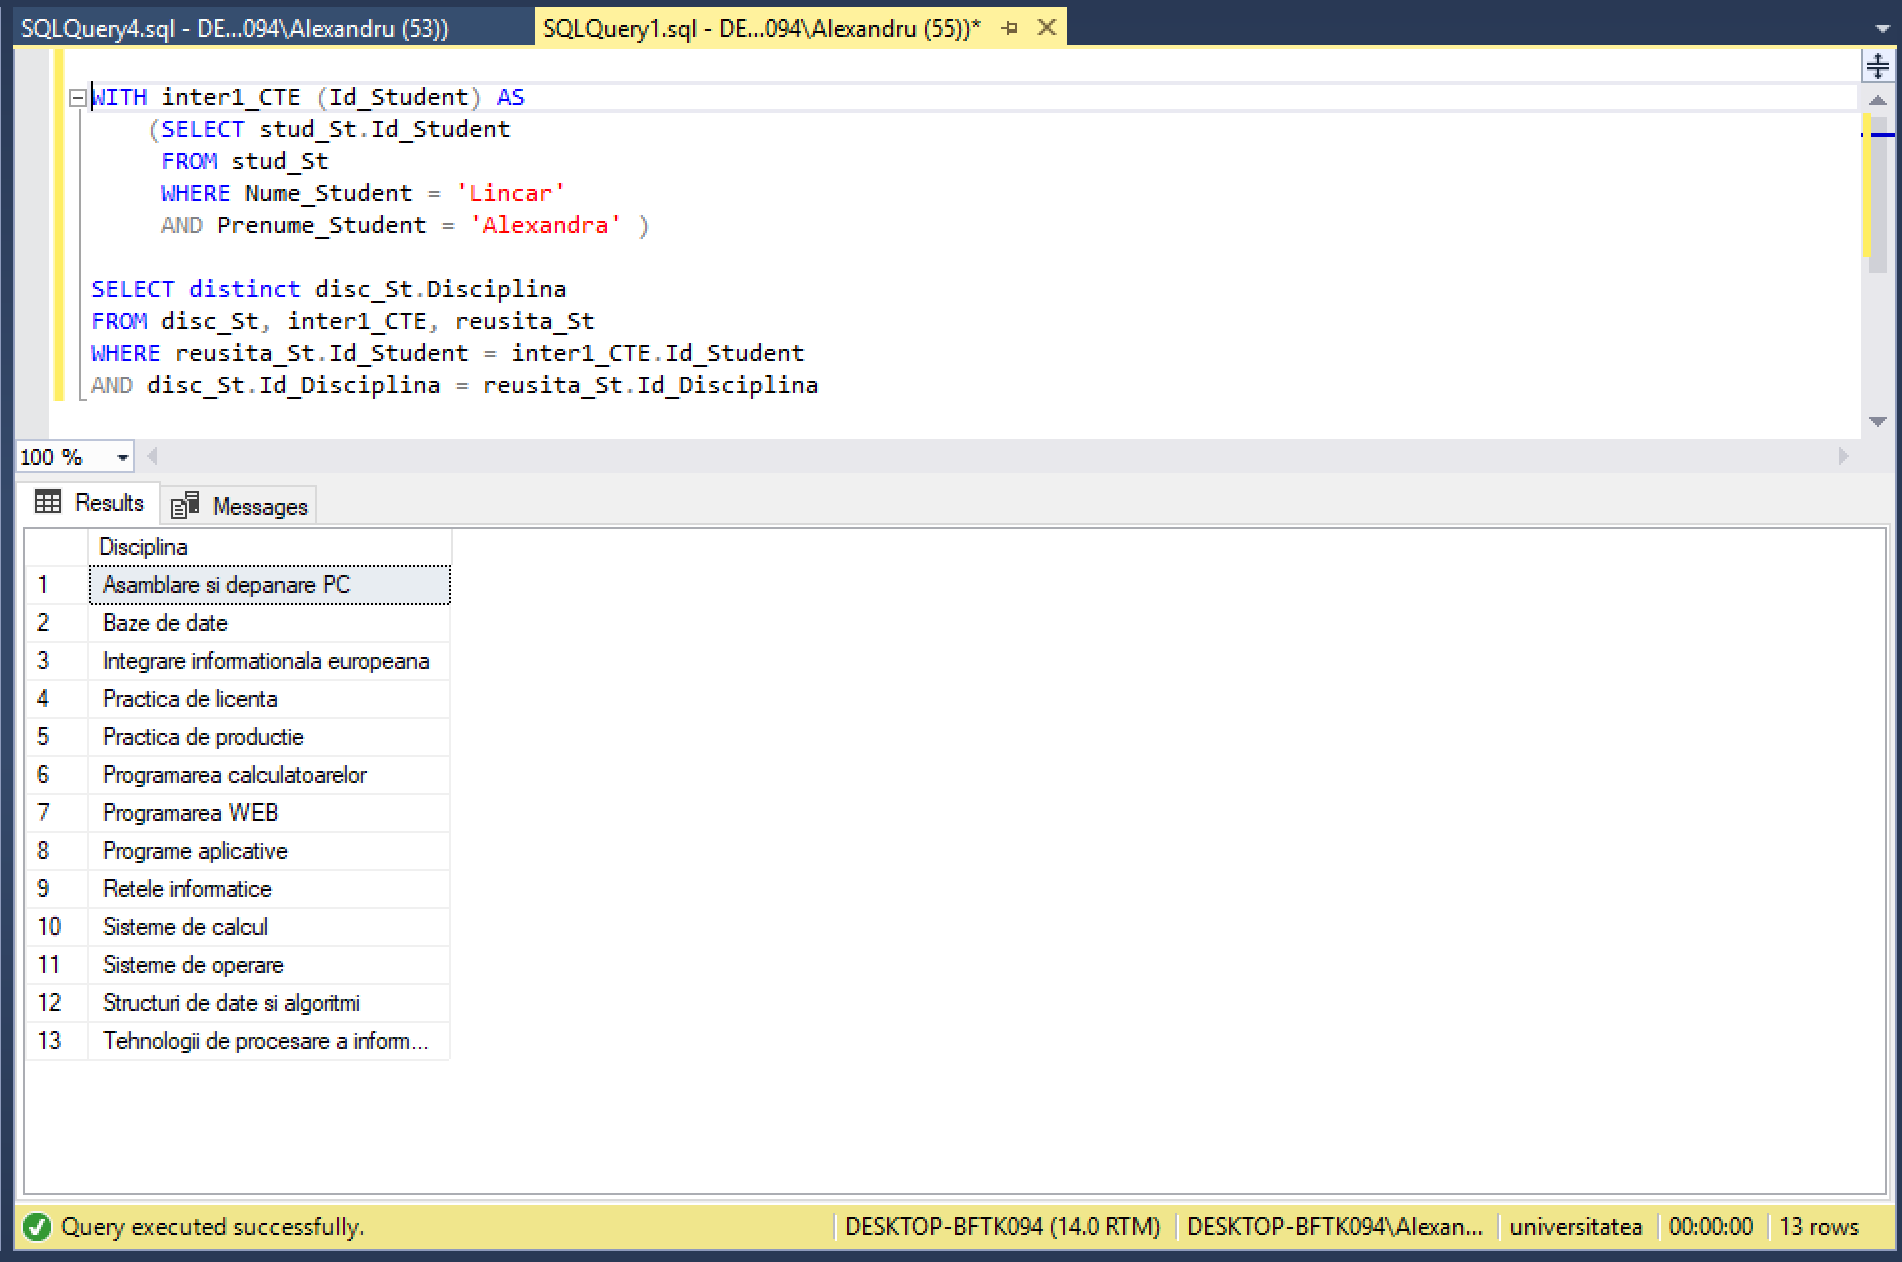 SQLQuery4.sql - DE...094\Alexandru (53)) SQLQuery1.sql - DE...094\Alexandru (55))*
WITH inter1_CTE (Id_Student) AS
(SELECT stud_St.Id_Student
FROM stud_St
WHERE Nume_Student = 'Lincar'
AND Prenume_Student = 'Alexandra' )
SELECT distinct disc_St.Disciplina
FROM disc_St, inter1_CTE, reusita_St
WHERE reusita_St.Id_Student = inter1_CTE.Id_Student
AND disc_St.Id_Disciplina = reusita_St.Id_Disciplina
100 %
Results Messages
Disciplina
1 Asamblare si depanare PC
2 Baze de date
3 Integrare informationala europeana
4 Practica de licenta
5 Practica de productie
6 Programarea calculatoarelor
7 Programarea WEB
8 Programe aplicative
9 Retele informatice
10 Sisteme de calcul
11 Sisteme de operare
12 Structuri de date si algoritmi
13 Tehnologii de procesare a inform...
Query executed successfully. DESKTOP-BFTK094 (14.0 RTM) DESKTOP-BFTK094\Alexan... universitatea 00:00:00 13 rows